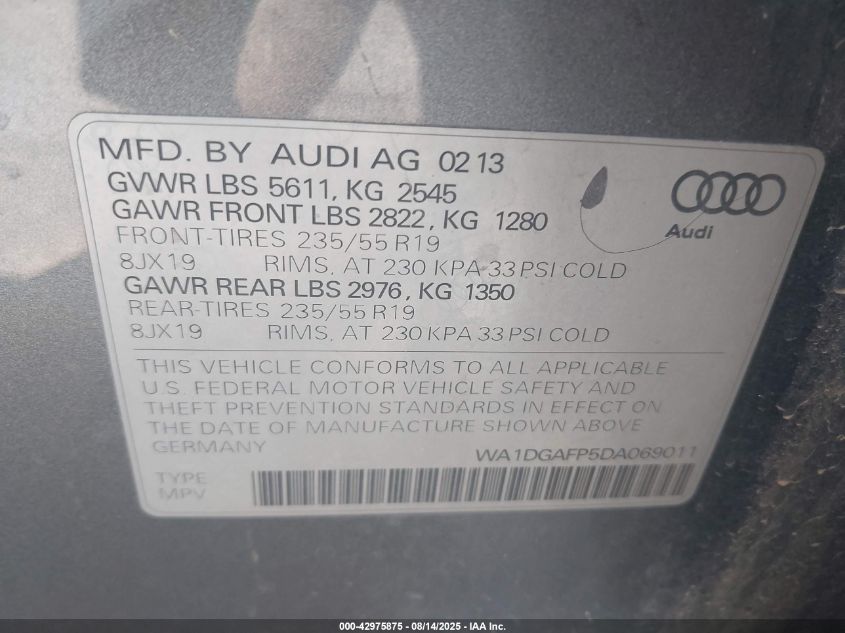 MFD. BY AUDI AG 02 13
GVWR LBS 5611, KG 2545
GAWR FRONT LBS 2822, KG 1280
FRONT-TIRES 235/55 R19
8JX19 RIMS, AT 230 KPA 33 PSI COLD
GAWR REAR LBS 2976, KG 1350
REAR-TIRES 235/55 R19
8JX19 RIMS, AT 230 KPA 33 PSI COLD
Audi
THIS VEHICLE CONFORMS TO ALL APPLICABLE
U.S. FEDERAL MOTOR VEHICLE SAFETY AND
THEFT PREVENTION STANDARDS IN EFFECT ON
THE DATE OF MANUFACTURE SHOWN ABOVE
GERMANY WA1DGAFP5DA069011
TYPE
MPV
000-42975875 - 08/14/2025 - IAA Inc.